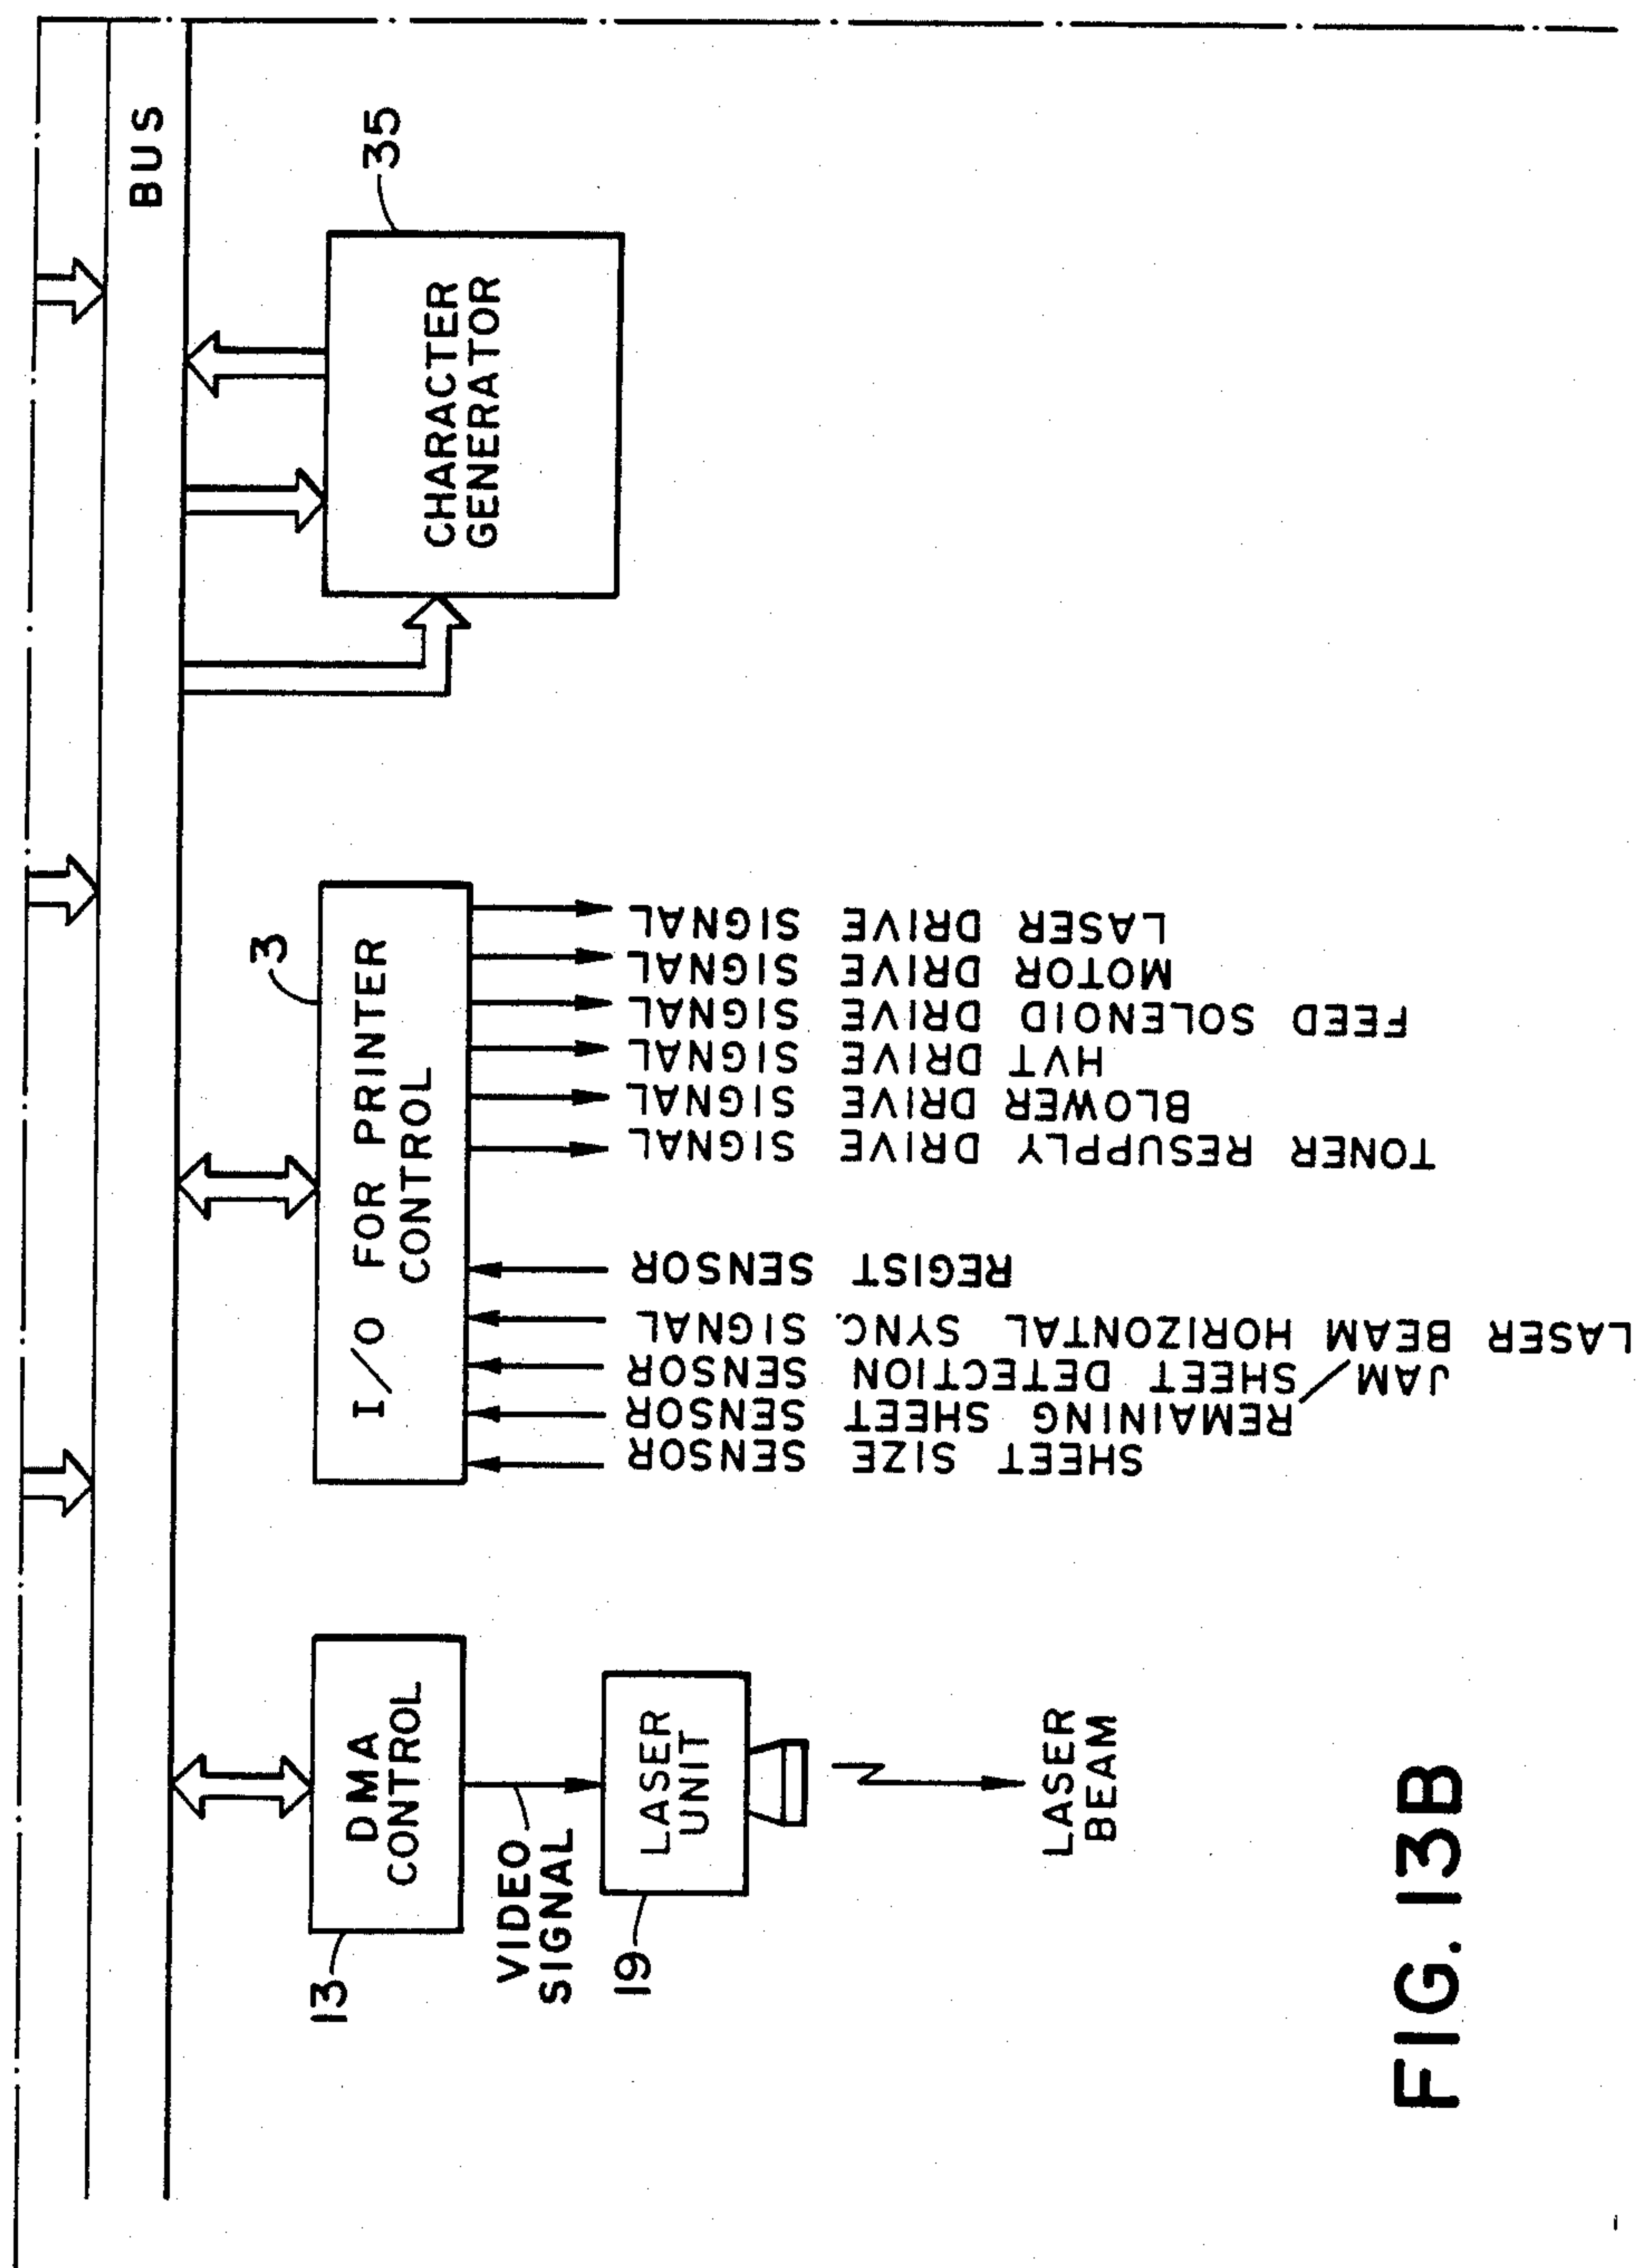 BUS
13
DMA
CONTROL
VIDEO
SIGNAL
19
LASER
UNIT
LASER
BEAM
3
I/O FOR PRINTER
CONTROL
SHEET SIZE SENSOR
REMAINING SHEET SENSOR
JAM/SHEET DETECTION SENSOR
LASER BEAM HORIZONTAL SYNC. SIGNAL
REGIST SENSOR
TONER RESUPPLY DRIVE SIGNAL
BLOWER DRIVE SIGNAL
HVT DRIVE SIGNAL
FEED SOLENOID DRIVE SIGNAL
MOTOR DRIVE SIGNAL
LASER DRIVE SIGNAL
35
CHARACTER
GENERATOR
FIG. 13B